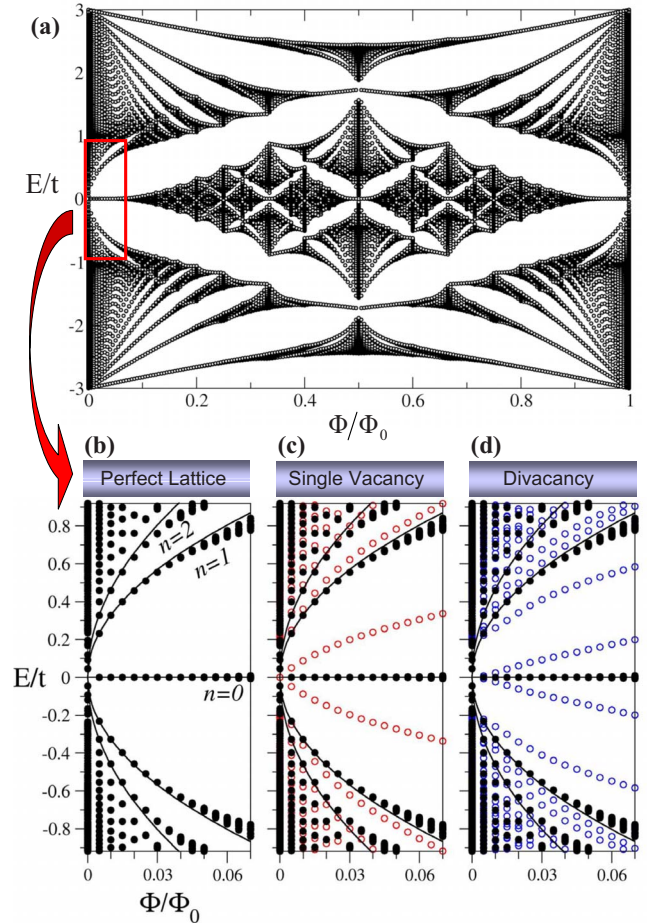 (a)
3
2
1
E/t
0
-1
-2
-3
0 0.2 0.4 0.6 0.8 1
Φ/Φ0
(b) (c) (d)
Perfect Lattice Single Vacancy Divacancy
0.8
n=2
0.6
n=1
0.4
0.2
E/t 0
n=0
-0.2
-0.4
-0.6
-0.8
0 0.03 0.06 0 0.03 0.06 0 0.03 0.06
Φ/Φ0